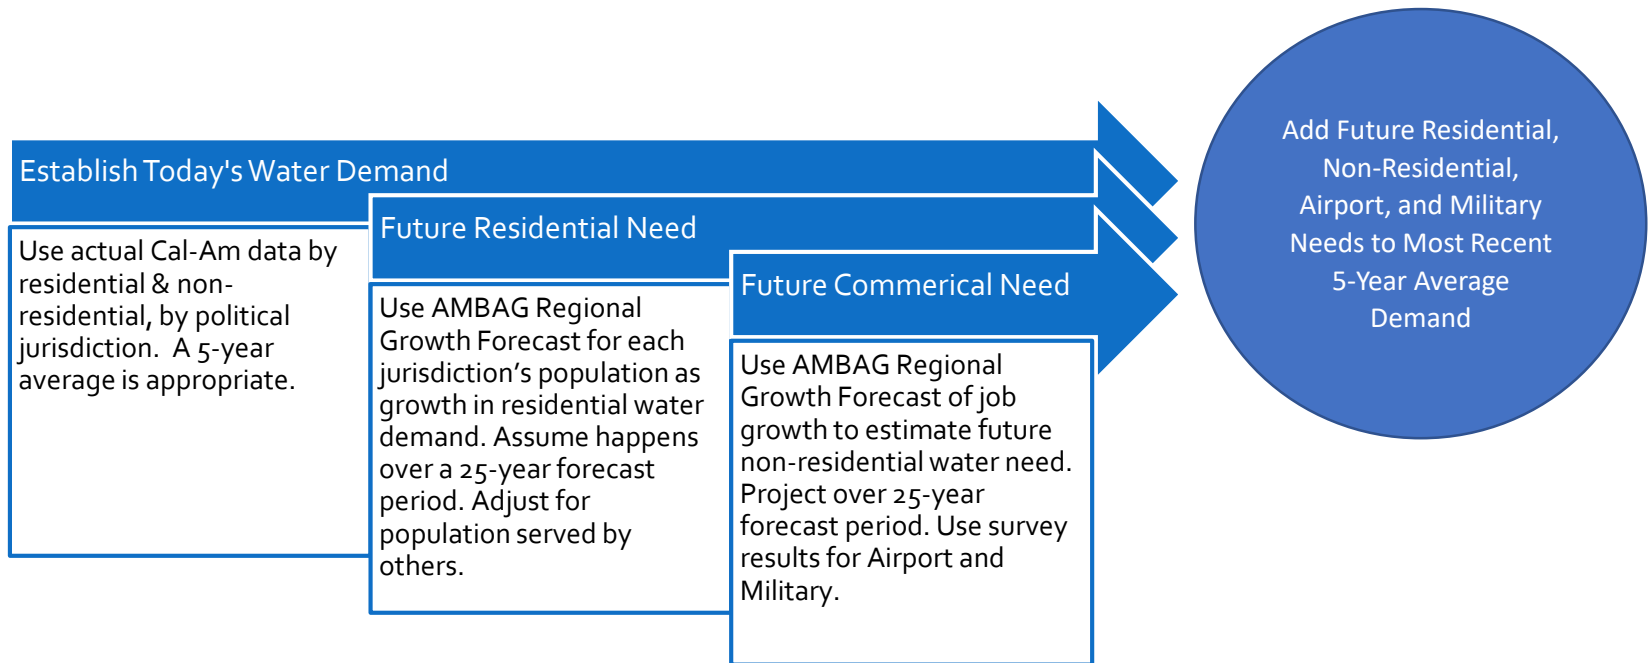 Establish Today's Water Demand
Use actual Cal-Am data by
residential & non-
residential, by political
jurisdiction.  A 5-year
average is appropriate.
Future Residential Need
Use AMBAG Regional
Growth Forecast for each
jurisdiction’s population as
growth in residential water
demand. Assume happens
over a 25-year forecast
period. Adjust for
population served by
others.
Future Commerical Need
Use AMBAG Regional
Growth Forecast of job
growth to estimate future
non-residential water need.
Project over 25-year
forecast period. Use survey
results for Airport and
Military.
Add Future Residential,
Non-Residential,
Airport, and Military
Needs to Most Recent
5-Year Average
Demand